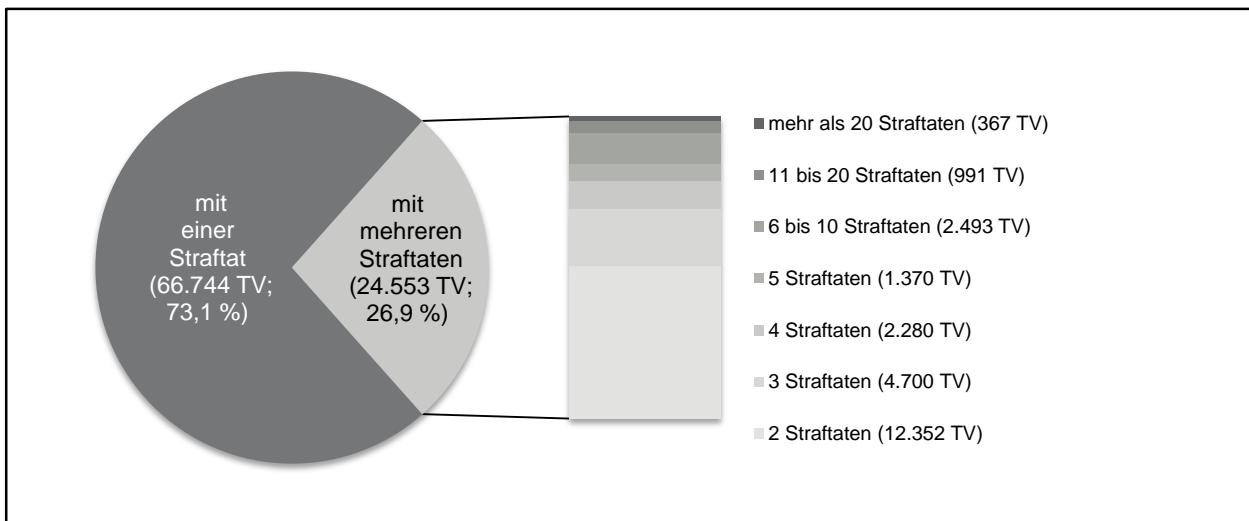 mit
einer
Straftat
(66.744 TV;
73,1 %)
mit
mehreren
Straftaten
(24.553 TV;
26,9 %)
mehr als 20 Straftaten (367 TV)
11 bis 20 Straftaten (991 TV)
6 bis 10 Straftaten (2.493 TV)
5 Straftaten (1.370 TV)
4 Straftaten (2.280 TV)
3 Straftaten (4.700 TV)
2 Straftaten (12.352 TV)